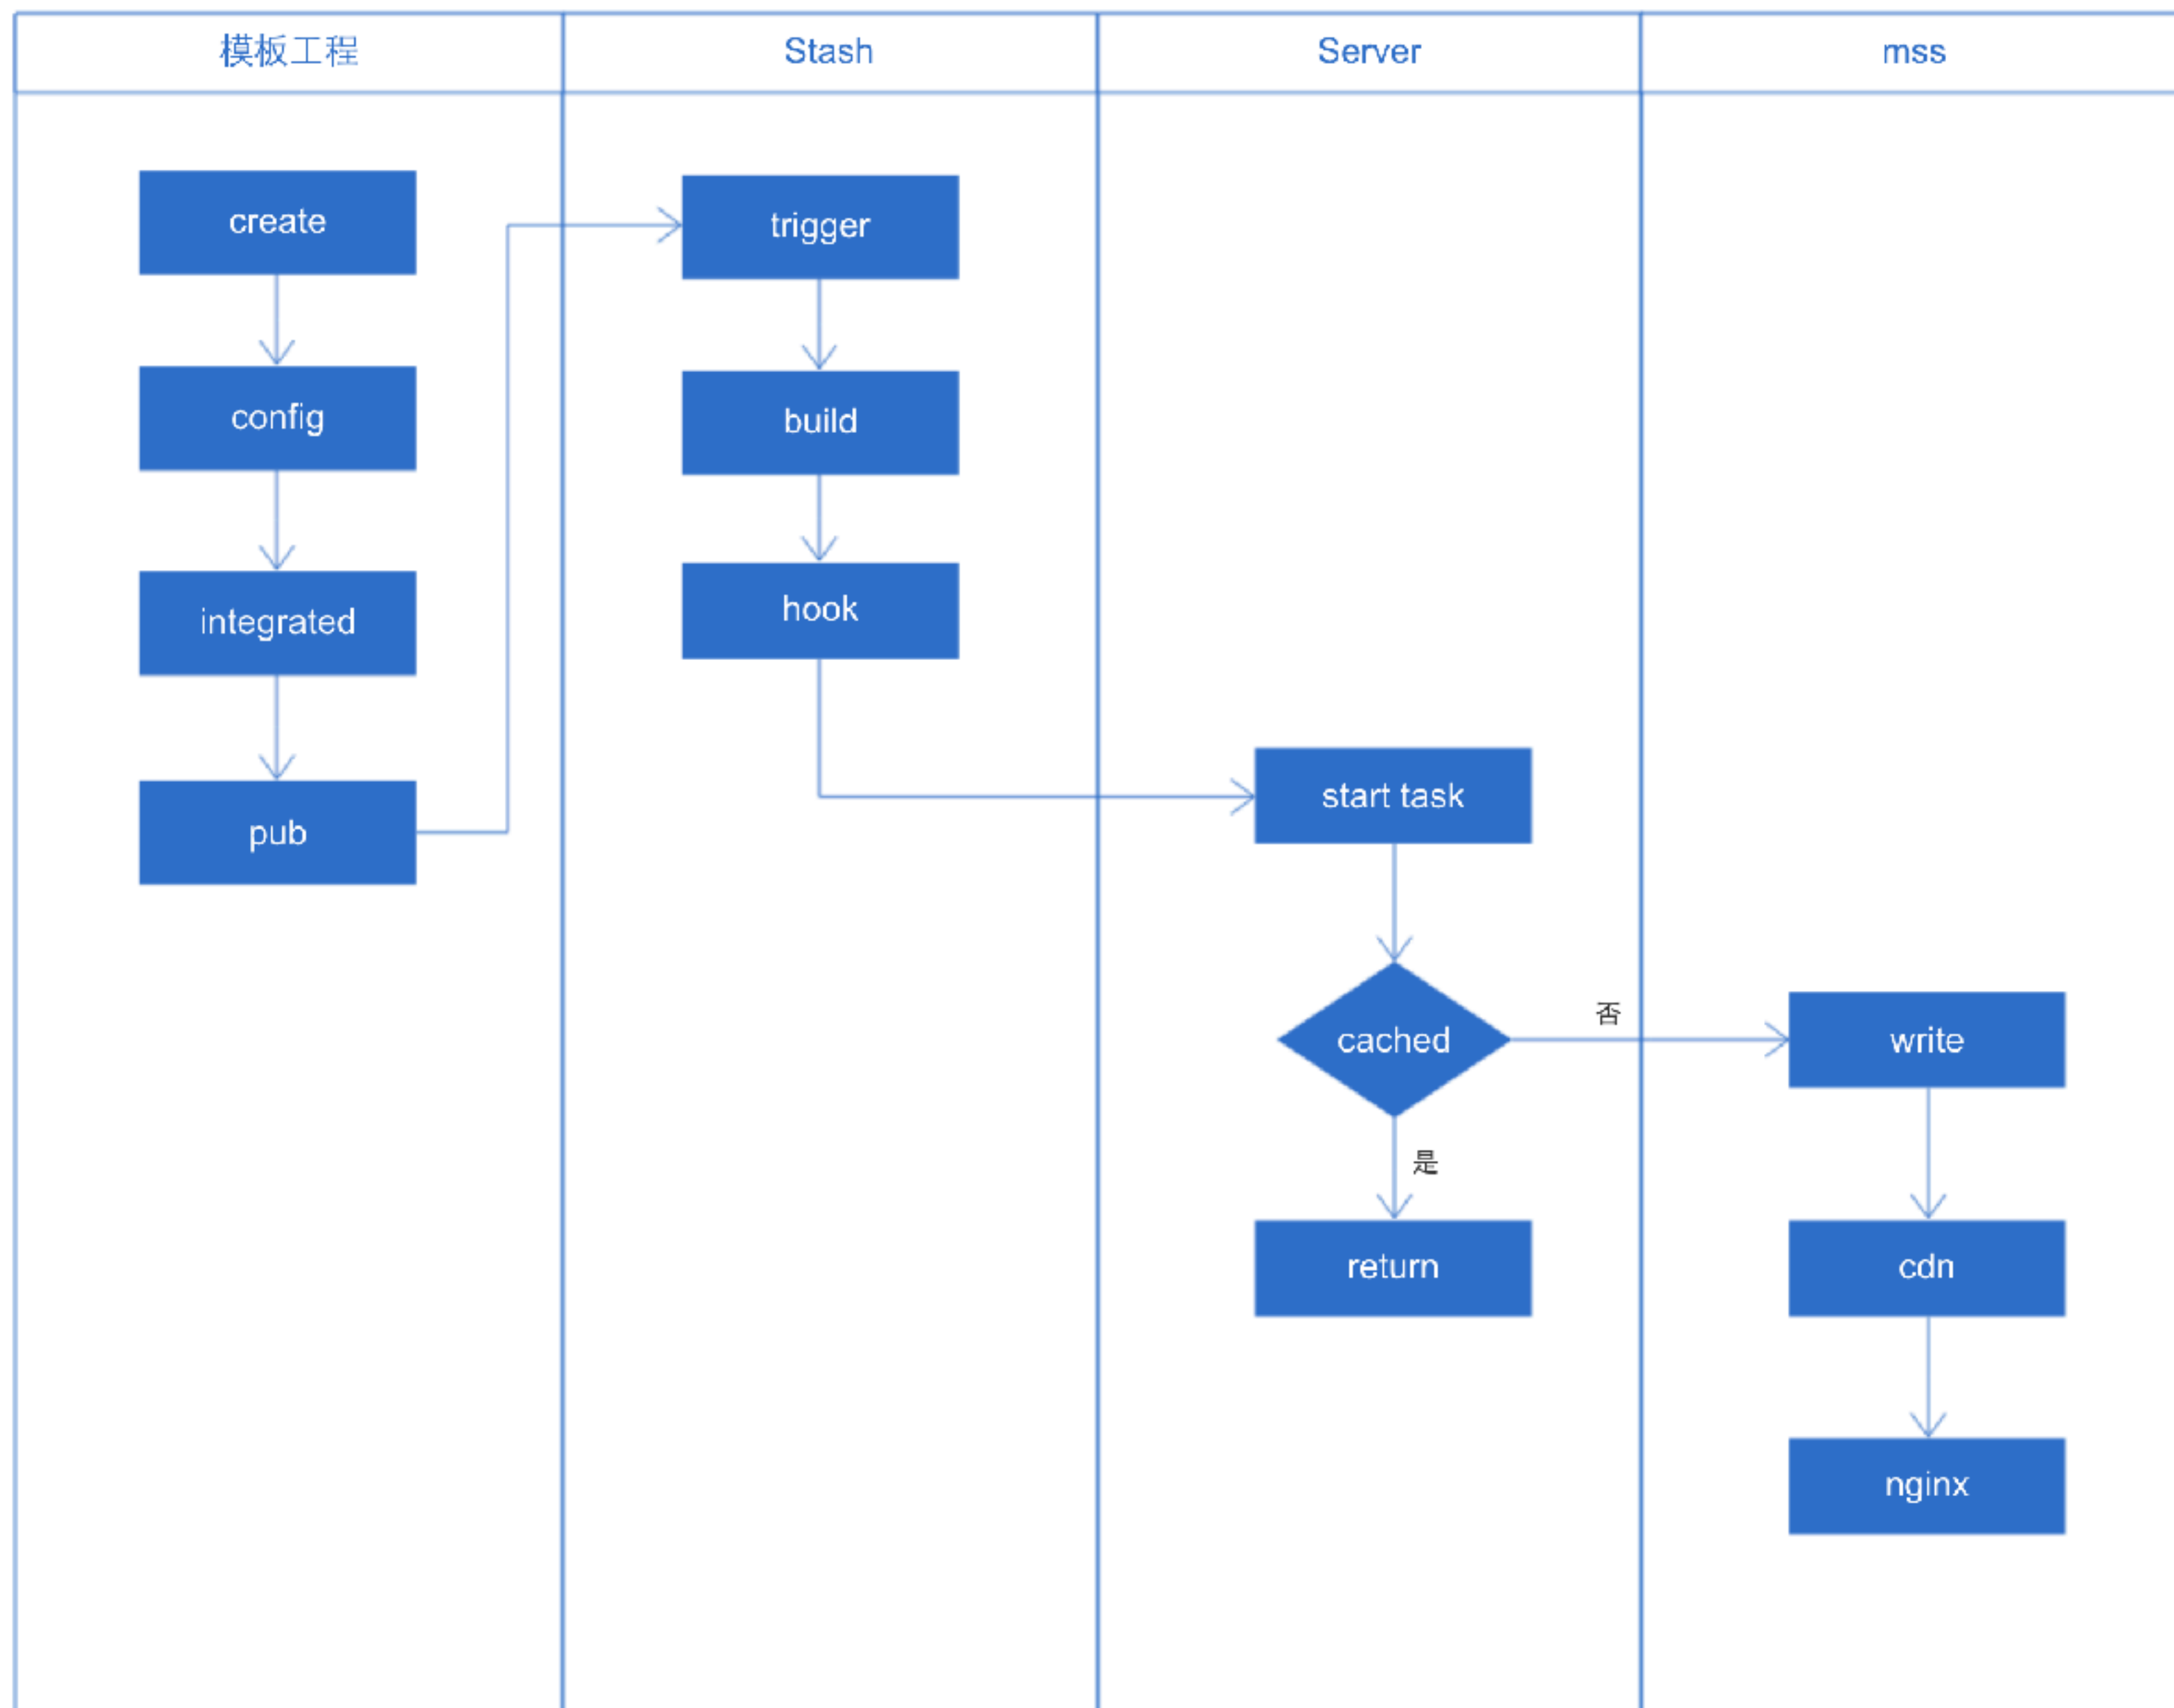 模板工程
Stash
Server
mss
create
config
integrated
pub
trigger
build
hook
start task
cached
否
是
return
write
cdn
nginx